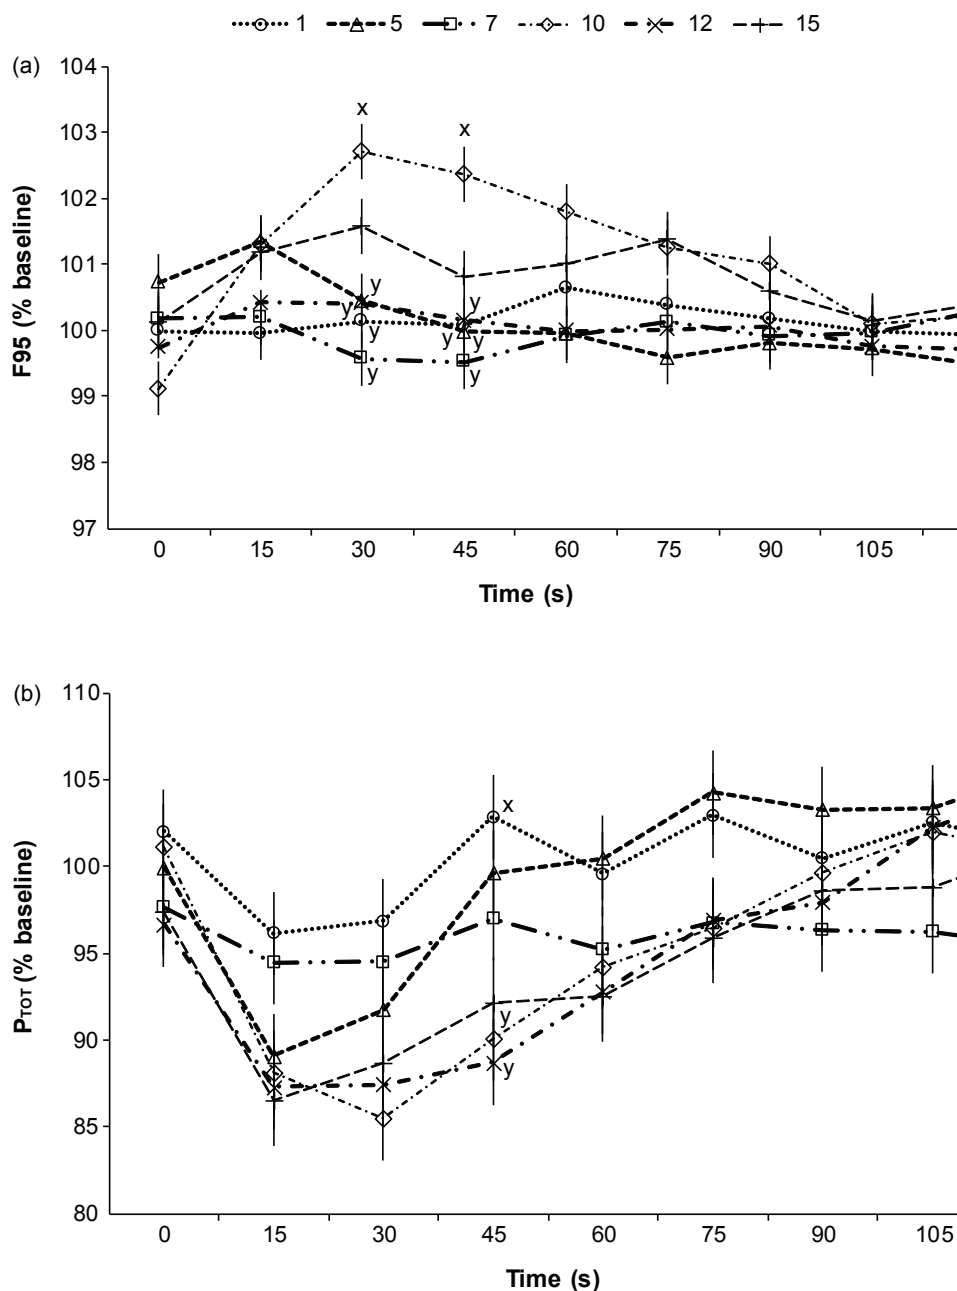 1 5 7 10 12 15
(a)
104
103
102
101
100
99
98
97
F95 (% baseline)
x
x
y
y
y
y
y
y
y
y
0 15 30 45 60 75 90 105
Time (s)
(b)
110
105
100
95
90
85
80
PTOT (% baseline)
x
y
y
0 15 30 45 60 75 90 105
Time (s)